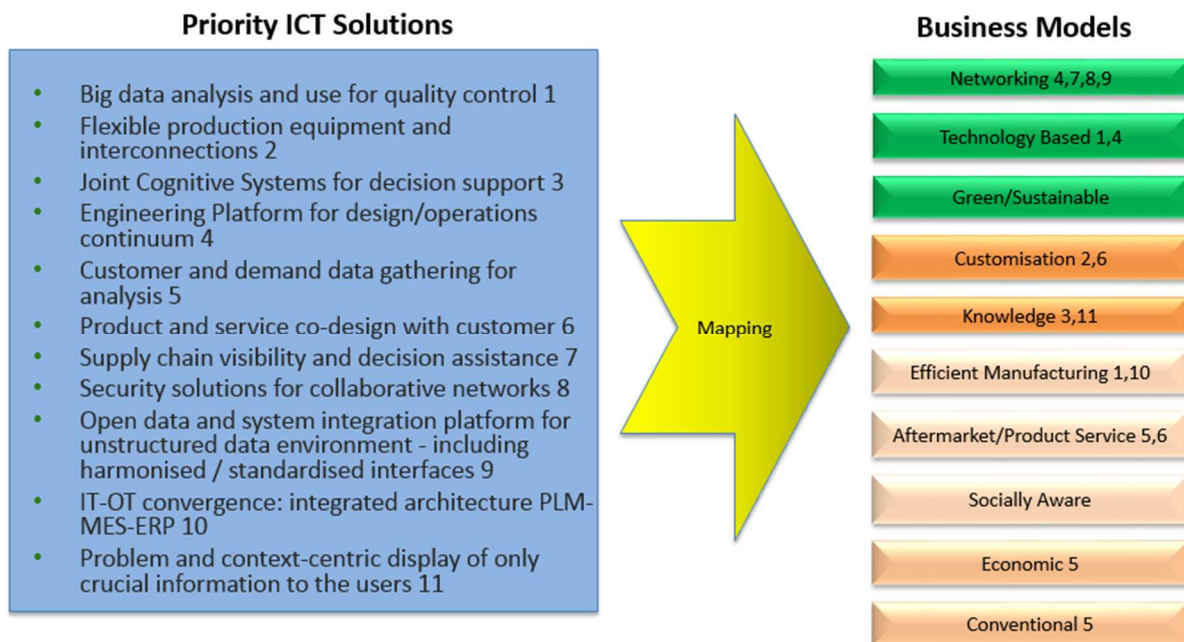 Priority ICT Solutions
• Big data analysis and use for quality control 1
• Flexible production equipment and
interconnections 2
• Joint Cognitive Systems for decision support 3
• Engineering Platform for design/operations
continuum 4
• Customer and demand data gathering for
analysis 5
• Product and service co-design with customer 6
• Supply chain visibility and decision assistance 7
• Security solutions for collaborative networks 8
• Open data and system integration platform for
unstructured data environment - including
harmonised / standardised interfaces 9
• IT-OT convergence: integrated architecture PLM-
MES-ERP 10
• Problem and context-centric display of only
crucial information to the users 11
Mapping
Business Models
Networking 4,7,8,9
Technology Based 1,4
Green/Sustainable
Customisation 2,6
Knowledge 3,11
Efficient Manufacturing 1,10
Aftermarket/Product Service 5,6
Socially Aware
Economic 5
Conventional 5